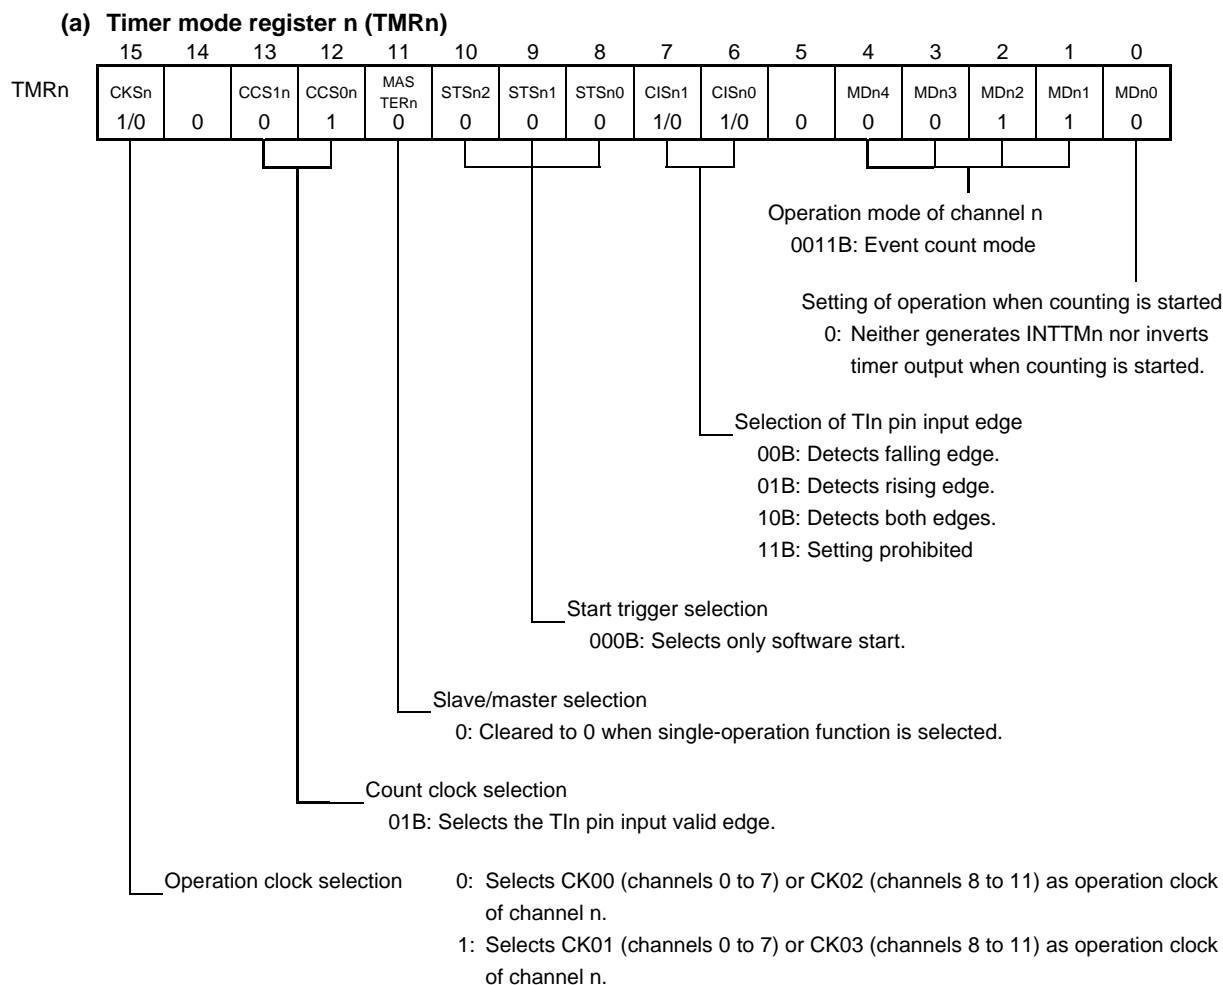 (a) Timer mode register n (TMRn)
15 14 13 12 11 10 9 8 7 6 5 4 3 2 1 0
TMRn CKSn CCS1n CCS0n MAS TERn STSn2 STSn1 STSn0 CISn1 CISn0 MDn4 MDn3 MDn2 MDn1 MDn0
1/0 0 0 1 0 0 0 0 1/0 1/0 0 0 0 1 1 0
Operation mode of channel n
0011B: Event count mode
Setting of operation when counting is started
0: Neither generates INTTMn nor inverts
timer output when counting is started.
Selection of TIn pin input edge
00B: Detects falling edge.
01B: Detects rising edge.
10B: Detects both edges.
11B: Setting prohibited
Start trigger selection
000B: Selects only software start.
Slave/master selection
0: Cleared to 0 when single-operation function is selected.
Count clock selection
01B: Selects the TIn pin input valid edge.
Operation clock selection 0: Selects CK00 (channels 0 to 7) or CK02 (channels 8 to 11) as operation clock
of channel n.
1: Selects CK01 (channels 0 to 7) or CK03 (channels 8 to 11) as operation clock
of channel n.